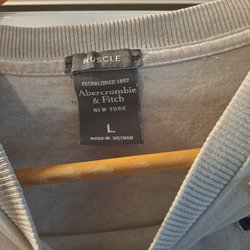 MUSCLE
ESTABLISHED 1892
Abercrombie
& Fitch
NEW YORK
L
MADE IN VIETNAM